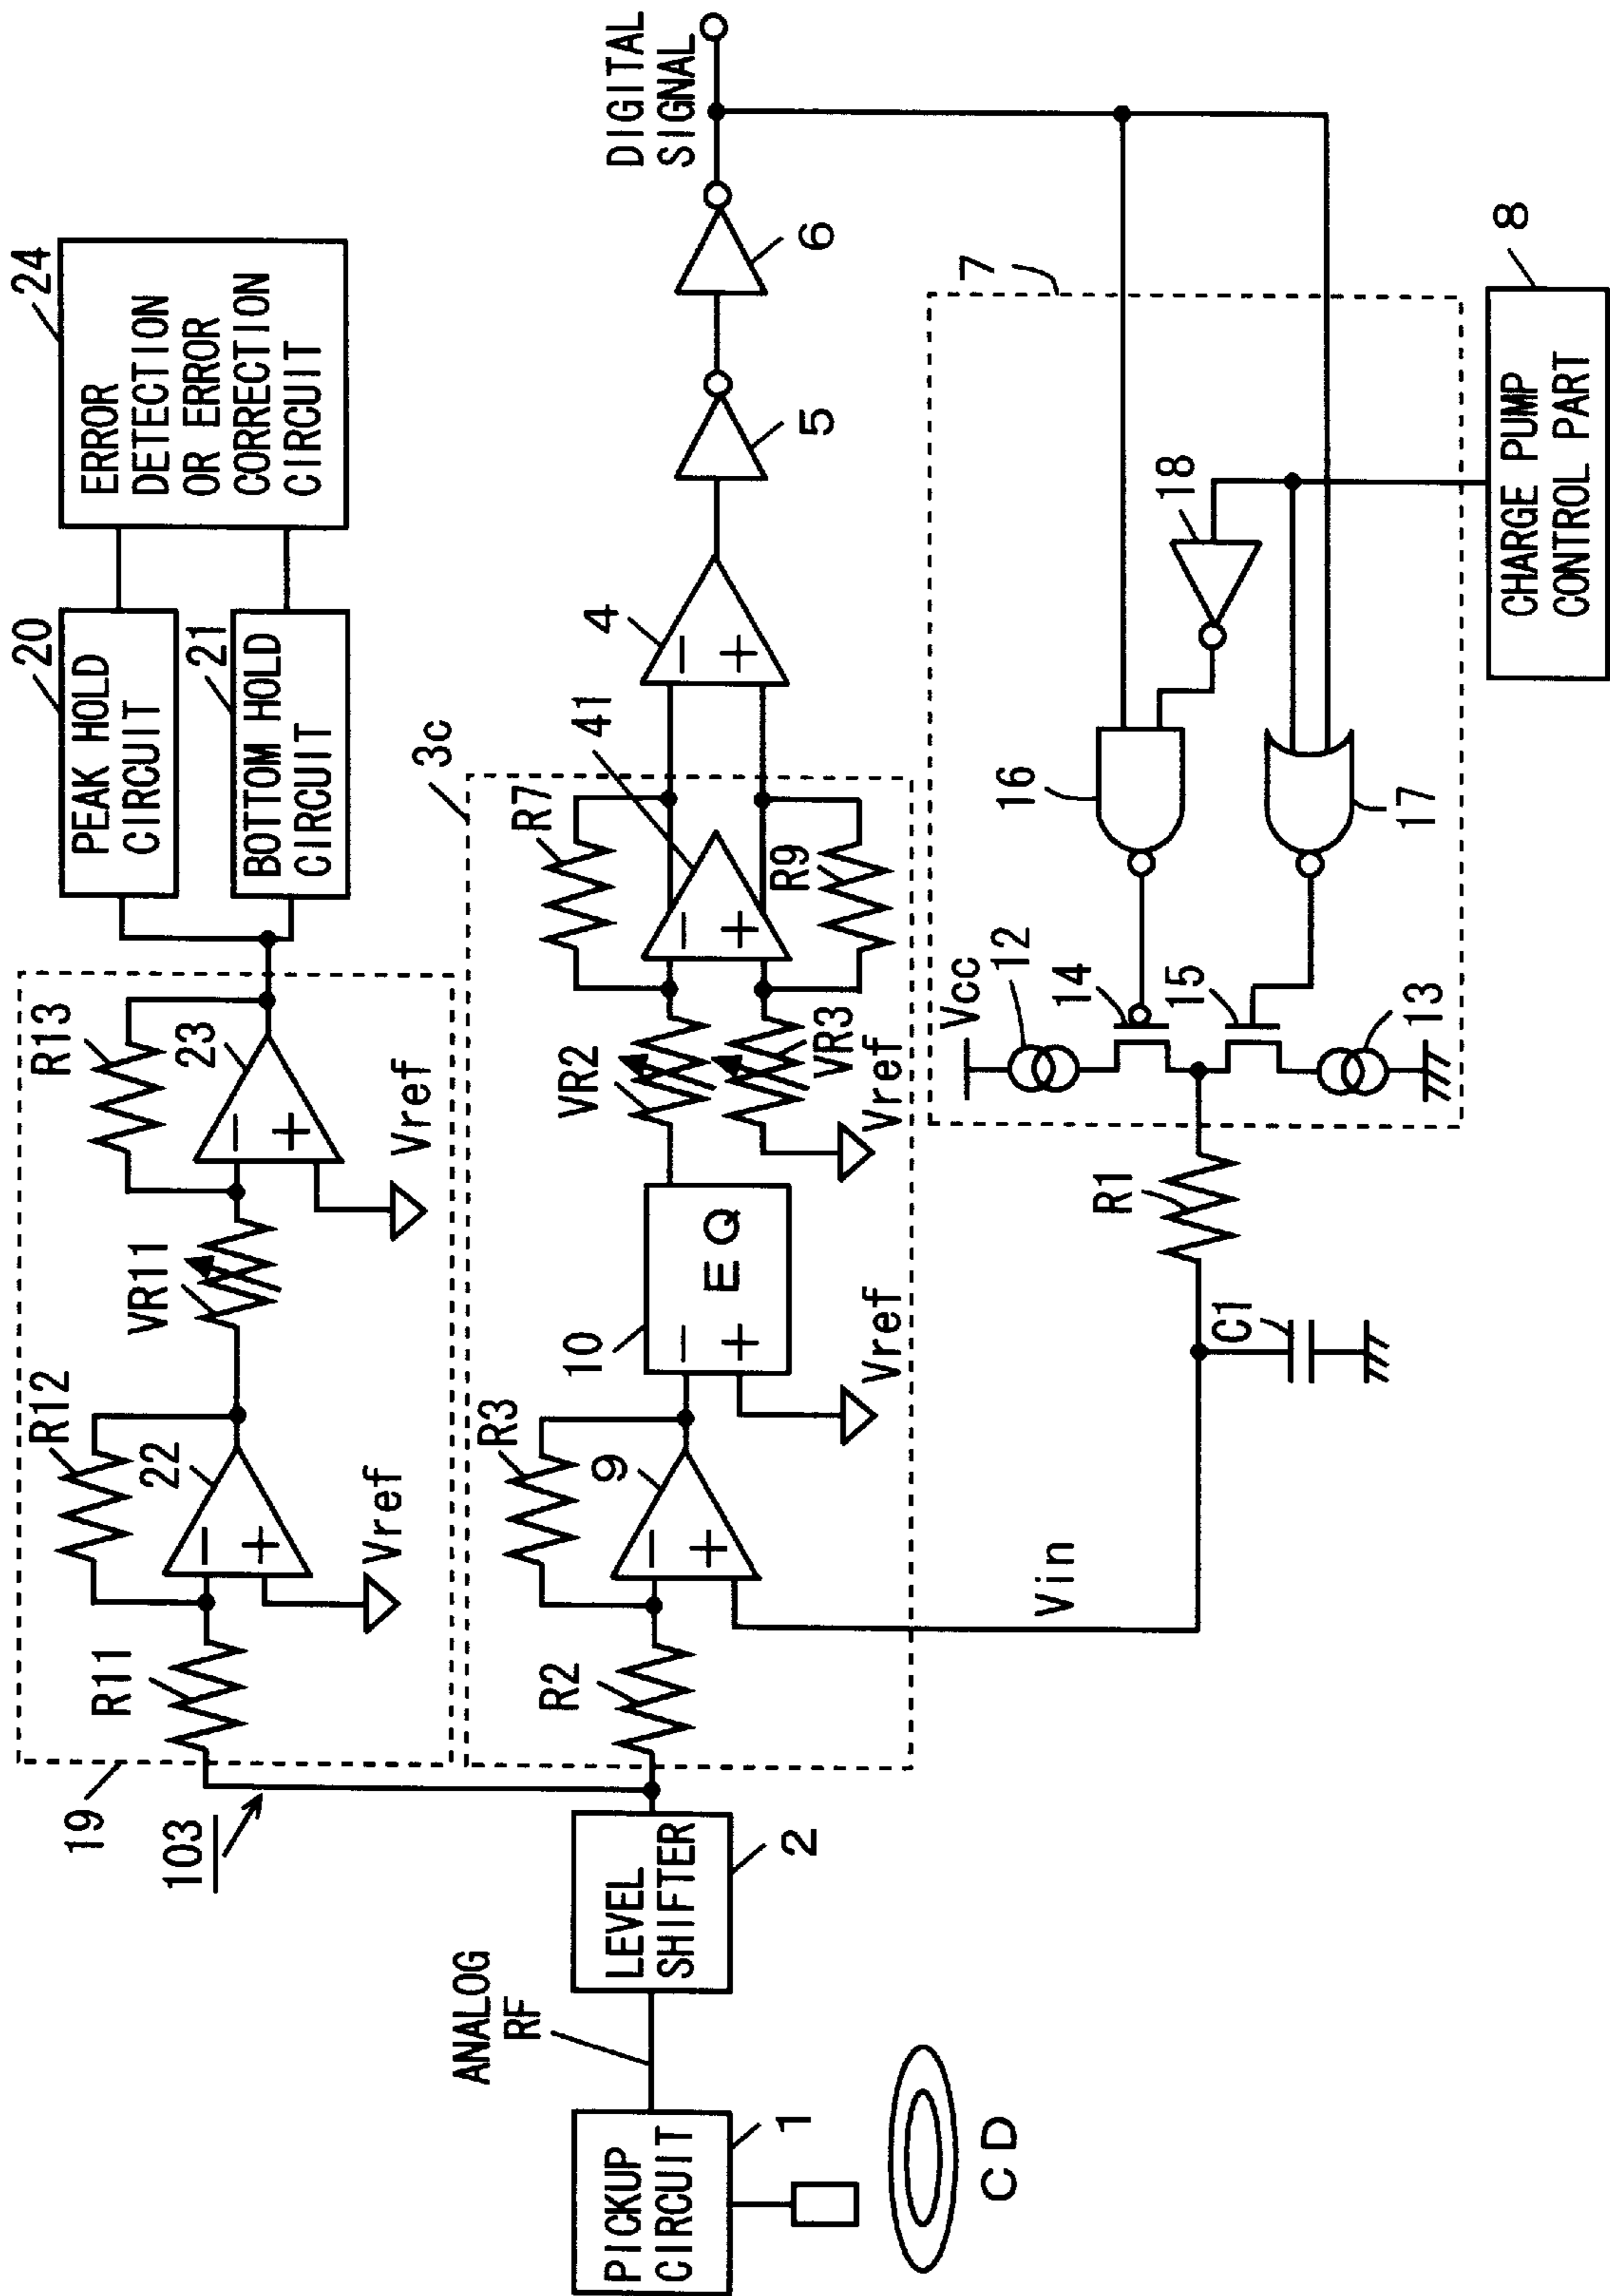 24
ERROR
DETECTION
OR ERROR
CORRECTION
CIRCUIT
20
PEAK HOLD
CIRCUIT
21
BOTTOM HOLD
CIRCUIT
19
R11
R12
22
−
+
Vref
VR11
R13
23
−
+
Vref
103
3c
R2
R3
9
−
+
10
EQ
−
+
Vref
VR2
VR3
Vref
R7
41
−
+
R9
4
−
+
5
6
DIGITAL
SIGNAL
ANALOG
RF
PICKUP
CIRCUIT
1
LEVEL
SHIFTER
2
CD
Vin
C1
R1
7
Vcc
12
14
15
13
16
17
18
8
CHARGE PUMP
CONTROL PART